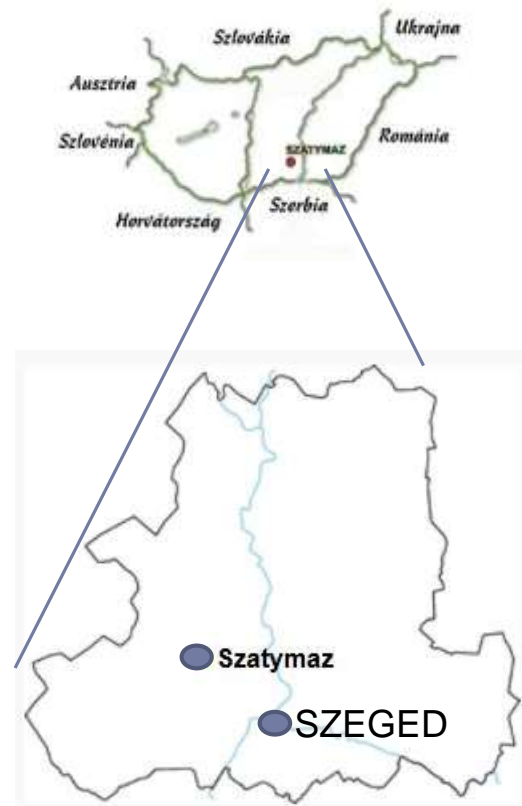 Szlovákia
Ukrajna
Ausztria
Szlovénia
Románia
SZATYMAZ
Szerbia
Horvátország
Szatymaz
SZEGED